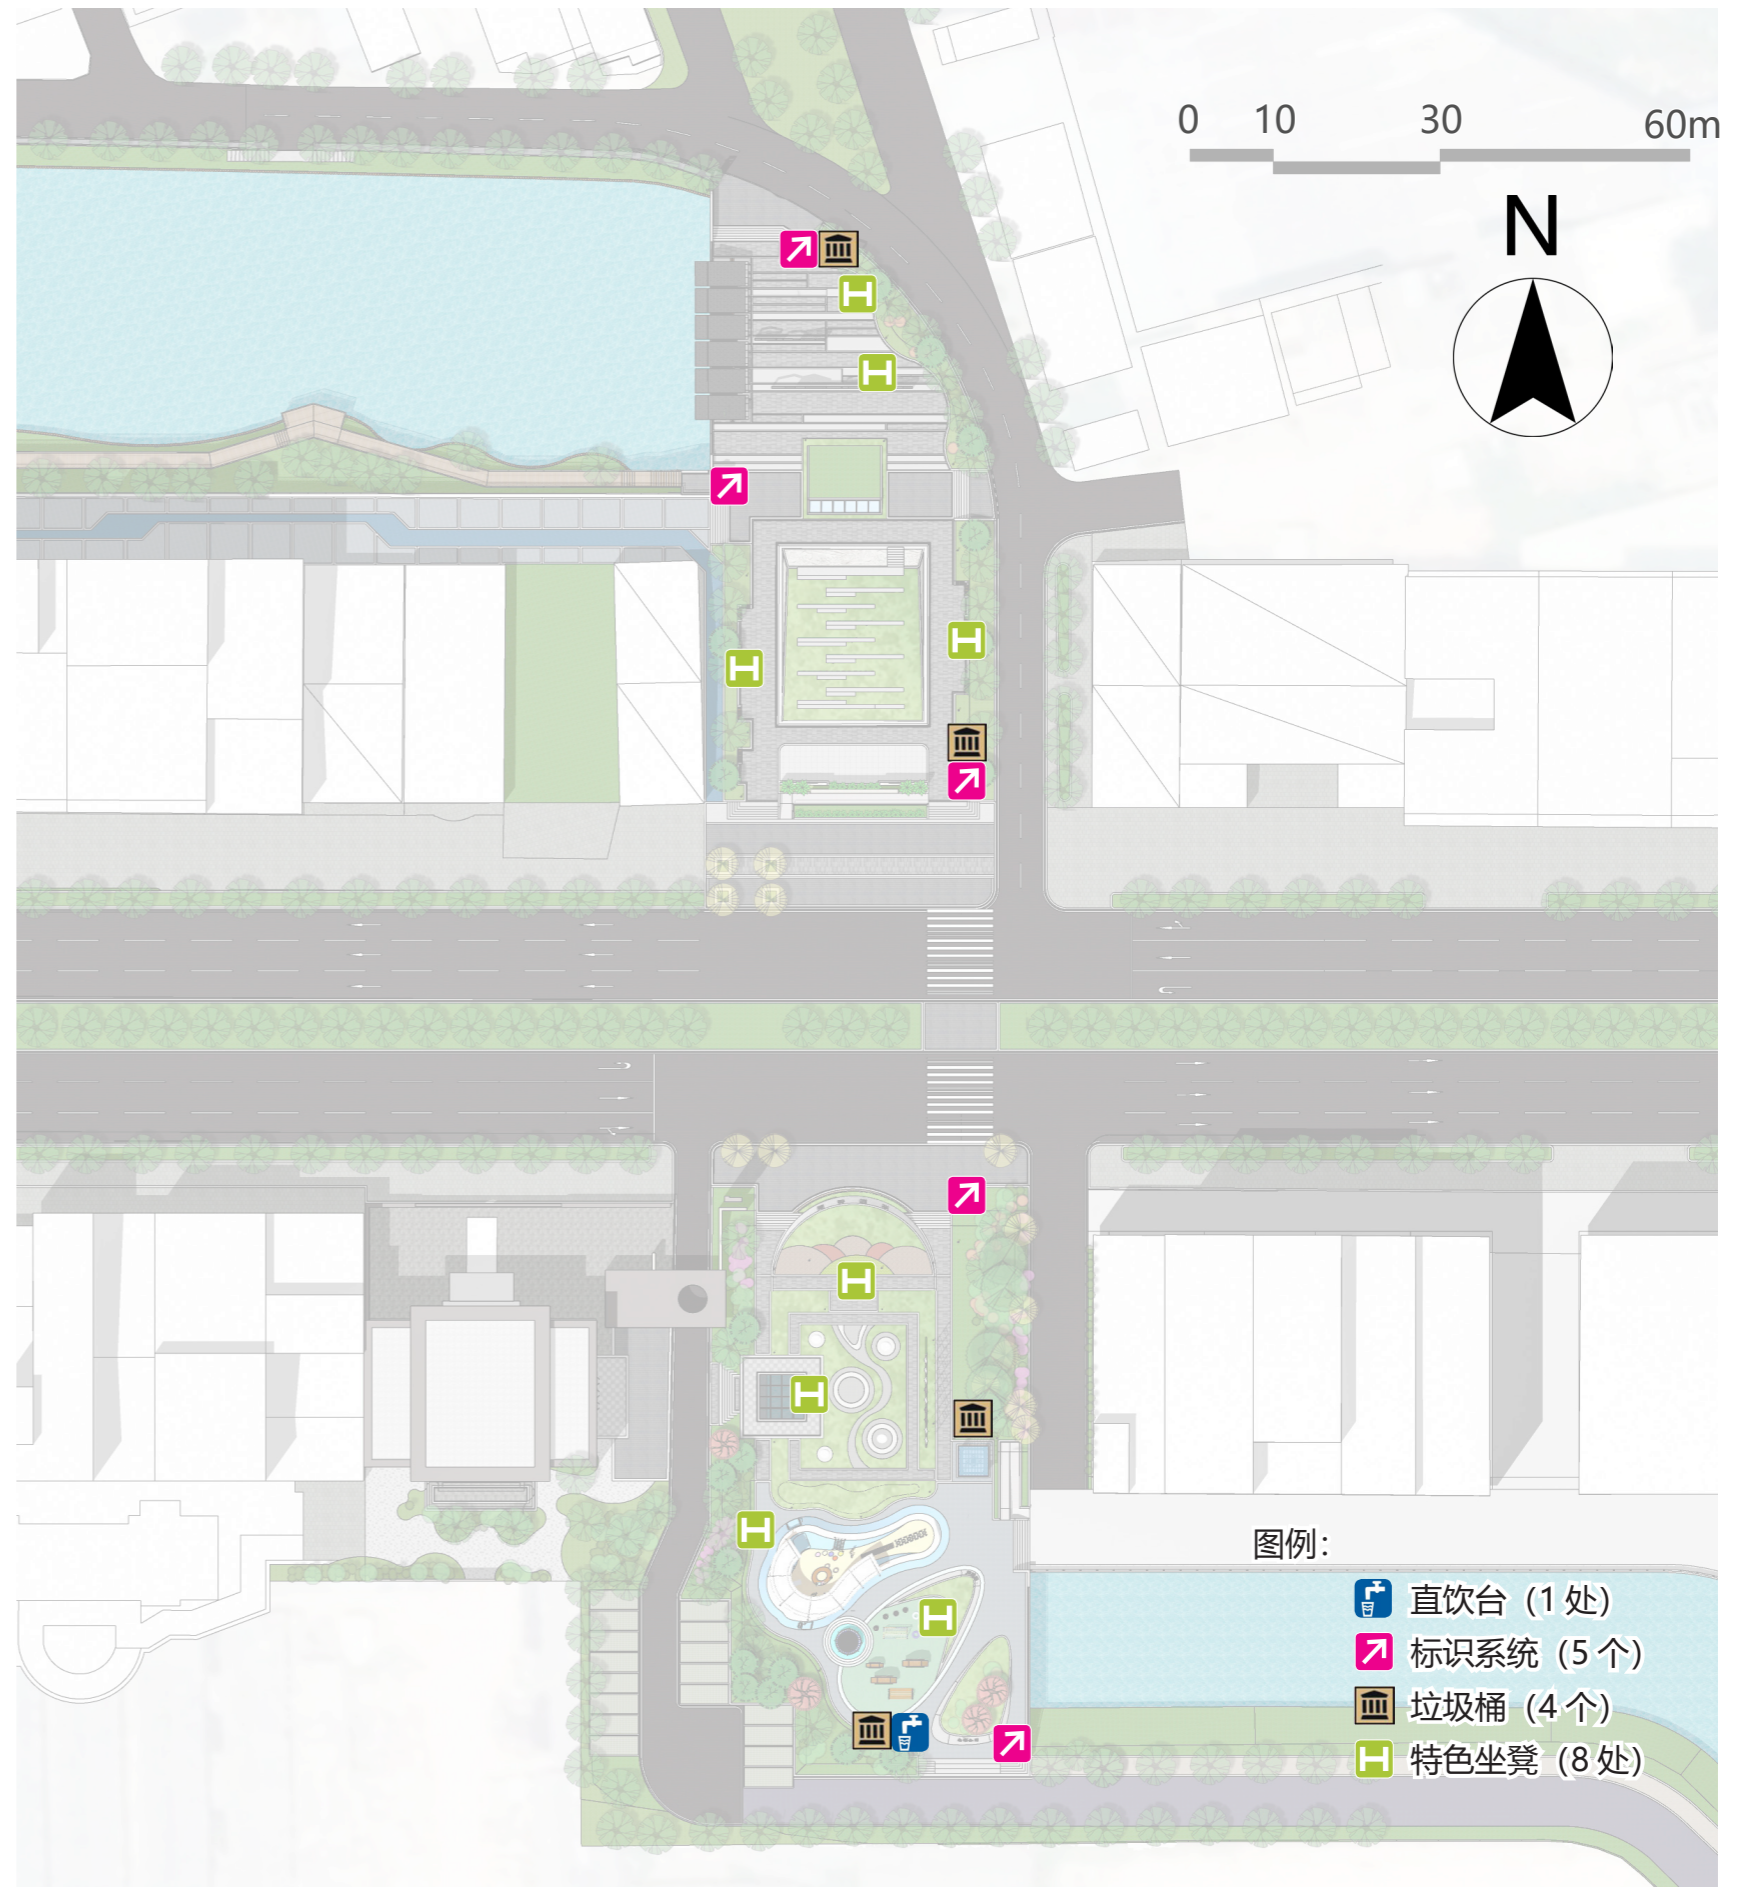 0 10 30 60m
N
图例：
直饮台（1 处）
标识系统（5 个）
垃圾桶（4 个）
特色坐凳（8 处）